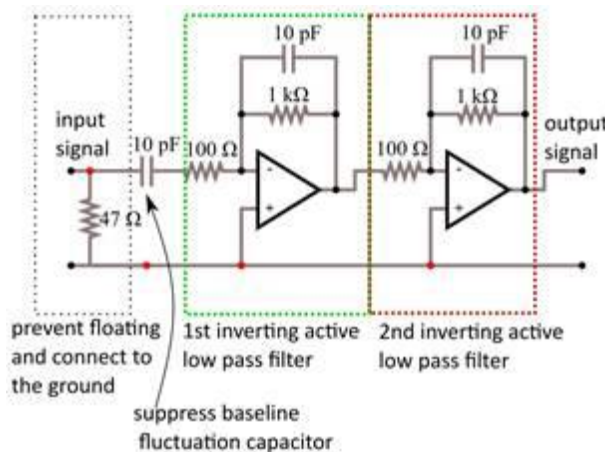 10 pF
10 pF
1 kΩ
1 kΩ
input
signal
10 pF
100 Ω
100 Ω
output
signal
-
-
+
+
47 Ω
prevent floating
and connect to
the ground
1st inverting active
low pass filter
2nd inverting active
low pass filter
suppress baseline
fluctuation capacitor